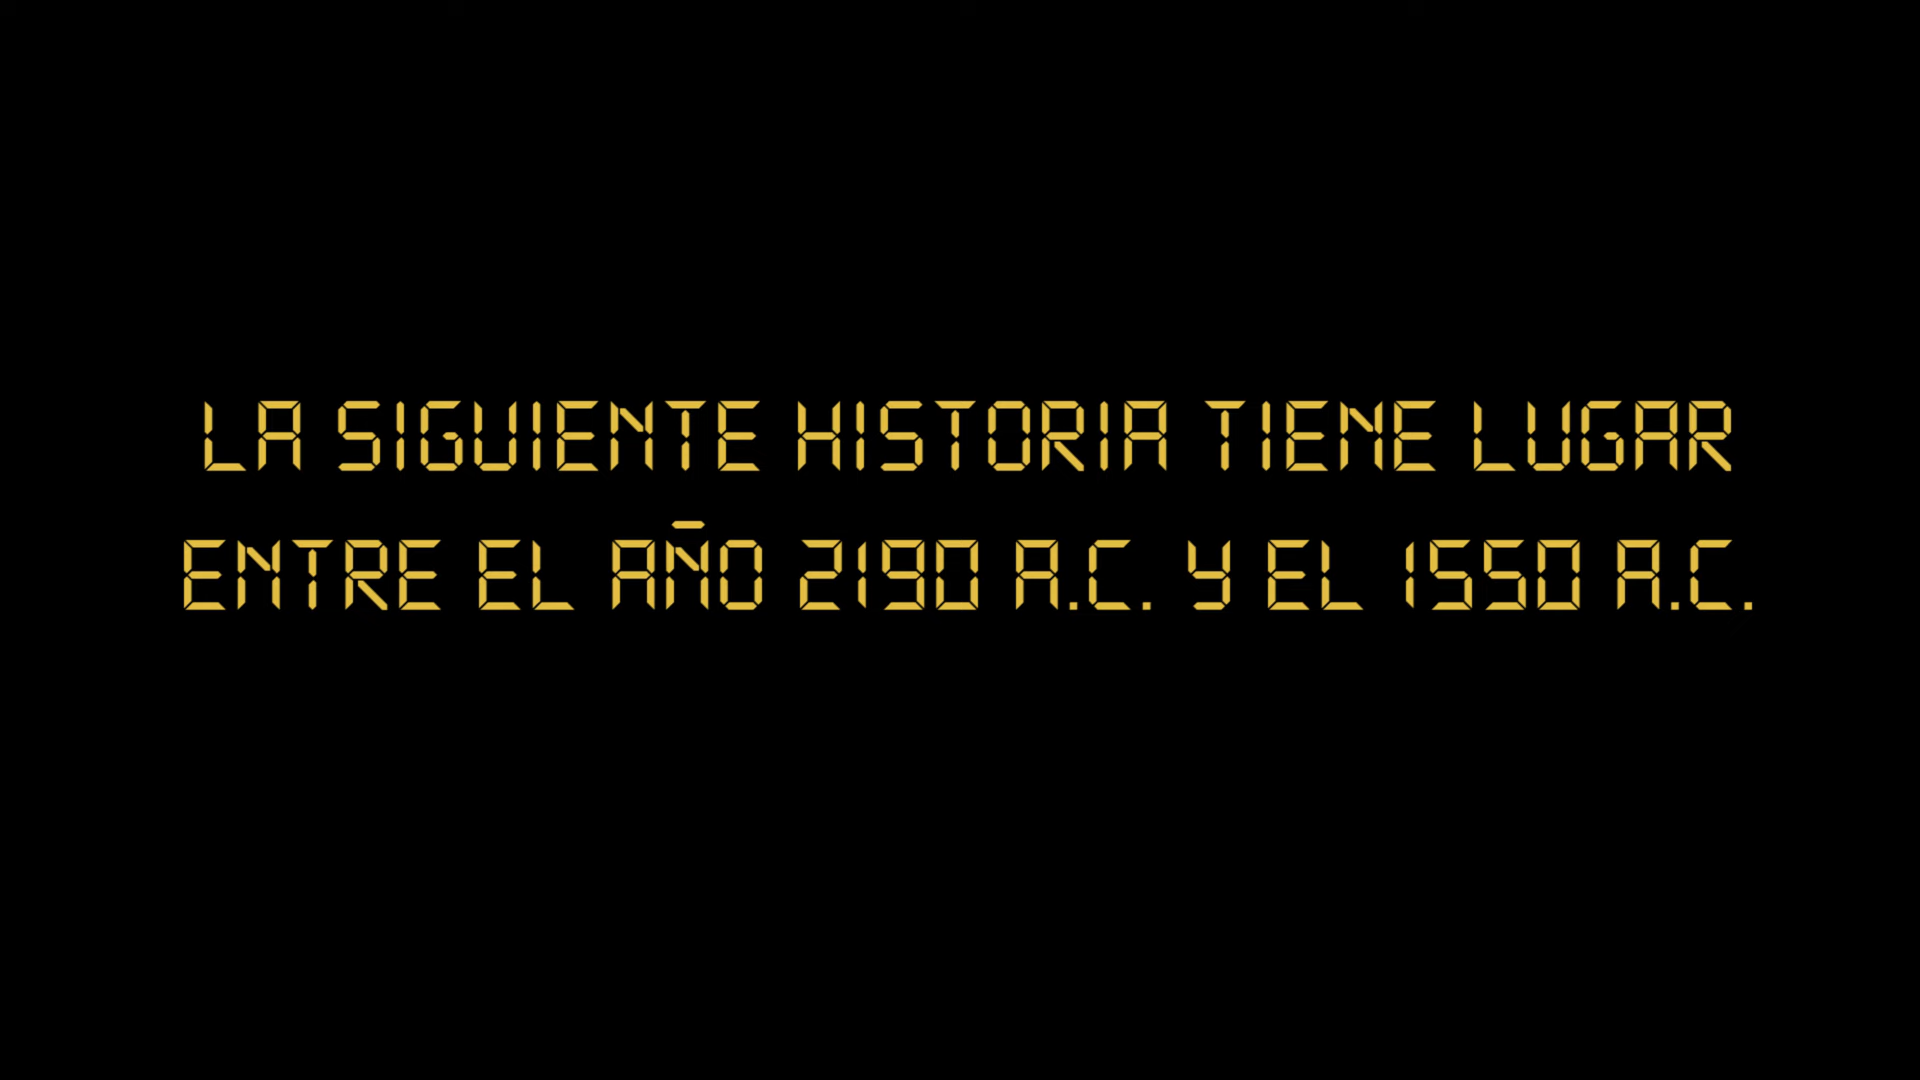 LA SIGUIENTE HISTORIA TIENE LUGAR
ENTRE EL AÑO 2190 A.C. Y EL 1550 A.C.